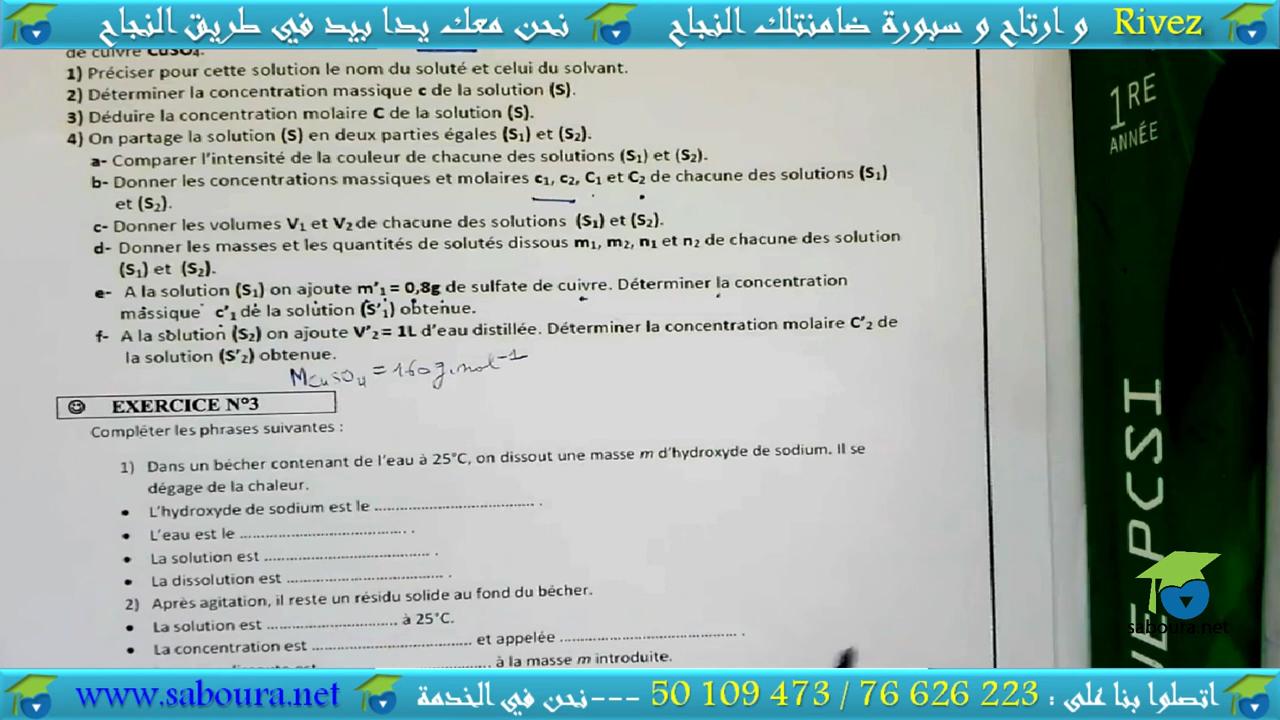 نحن معك يدا بيد في طريق النجاح و ارتاح و سبورة ضامنتلك النجاح Rivez
de cuivre CuSO₄.
1) Préciser pour cette solution le nom du soluté et celui du solvant.
2) Déterminer la concentration massique c de la solution (S).
3) Déduire la concentration molaire C de la solution (S).
4) On partage la solution (S) en deux parties égales (S₁) et (S₂).
a- Comparer l'intensité de la couleur de chacune des solutions (S₁) et (S₂).
b- Donner les concentrations massiques et molaires c₁, c₂, C₁ et C₂ de chacune des solutions (S₁)
et (S₂).
c- Donner les volumes V₁ et V₂ de chacune des solutions (S₁) et (S₂).
d- Donner les masses et les quantités de solutés dissous m₁, m₂, n₁ et n₂ de chacune des solution
(S₁) et (S₂).
e- A la solution (S₁) on ajoute m'₁ = 0,8g de sulfate de cuivre. Déterminer la concentration
massique c'₁ de la solution (S'₁) obtenue.
f- A la solution (S₂) on ajoute V'₂ = 1L d'eau distillée. Déterminer la concentration molaire C'₂ de
la solution (S'₂) obtenue.
M CuSO₄ = 160 g.mol⁻¹
☺ EXERCICE N°3
Compléter les phrases suivantes :
1) Dans un bécher contenant de l'eau à 25°C, on dissout une masse m d'hydroxyde de sodium. Il se
dégage de la chaleur.
• L'hydroxyde de sodium est le .................................... .
• L'eau est le ....................................... .
• La solution est ....................................... .
• La dissolution est ..................................... .
2) Après agitation, il reste un résidu solide au fond du bécher.
• La solution est .............................. à 25°C.
• La concentration est ..................................... et appelée ......................................... .
à la masse m introduite.
1RE
ANNÉE
PCSI
saboura.net
www.saboura.net اتصلوا بنا على : 50 109 473 / 76 626 223 ---نحن في الخدمة